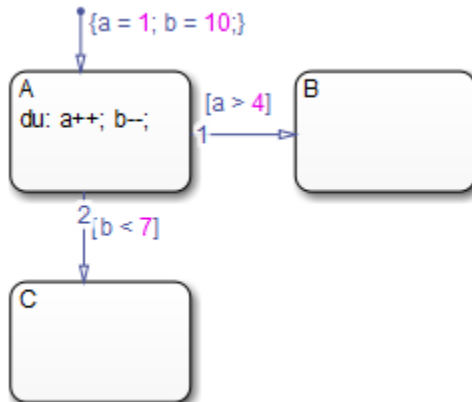 {a = 1; b = 10;}
A
du: a++; b--;
[a > 4]
1
B
2
[b < 7]
C